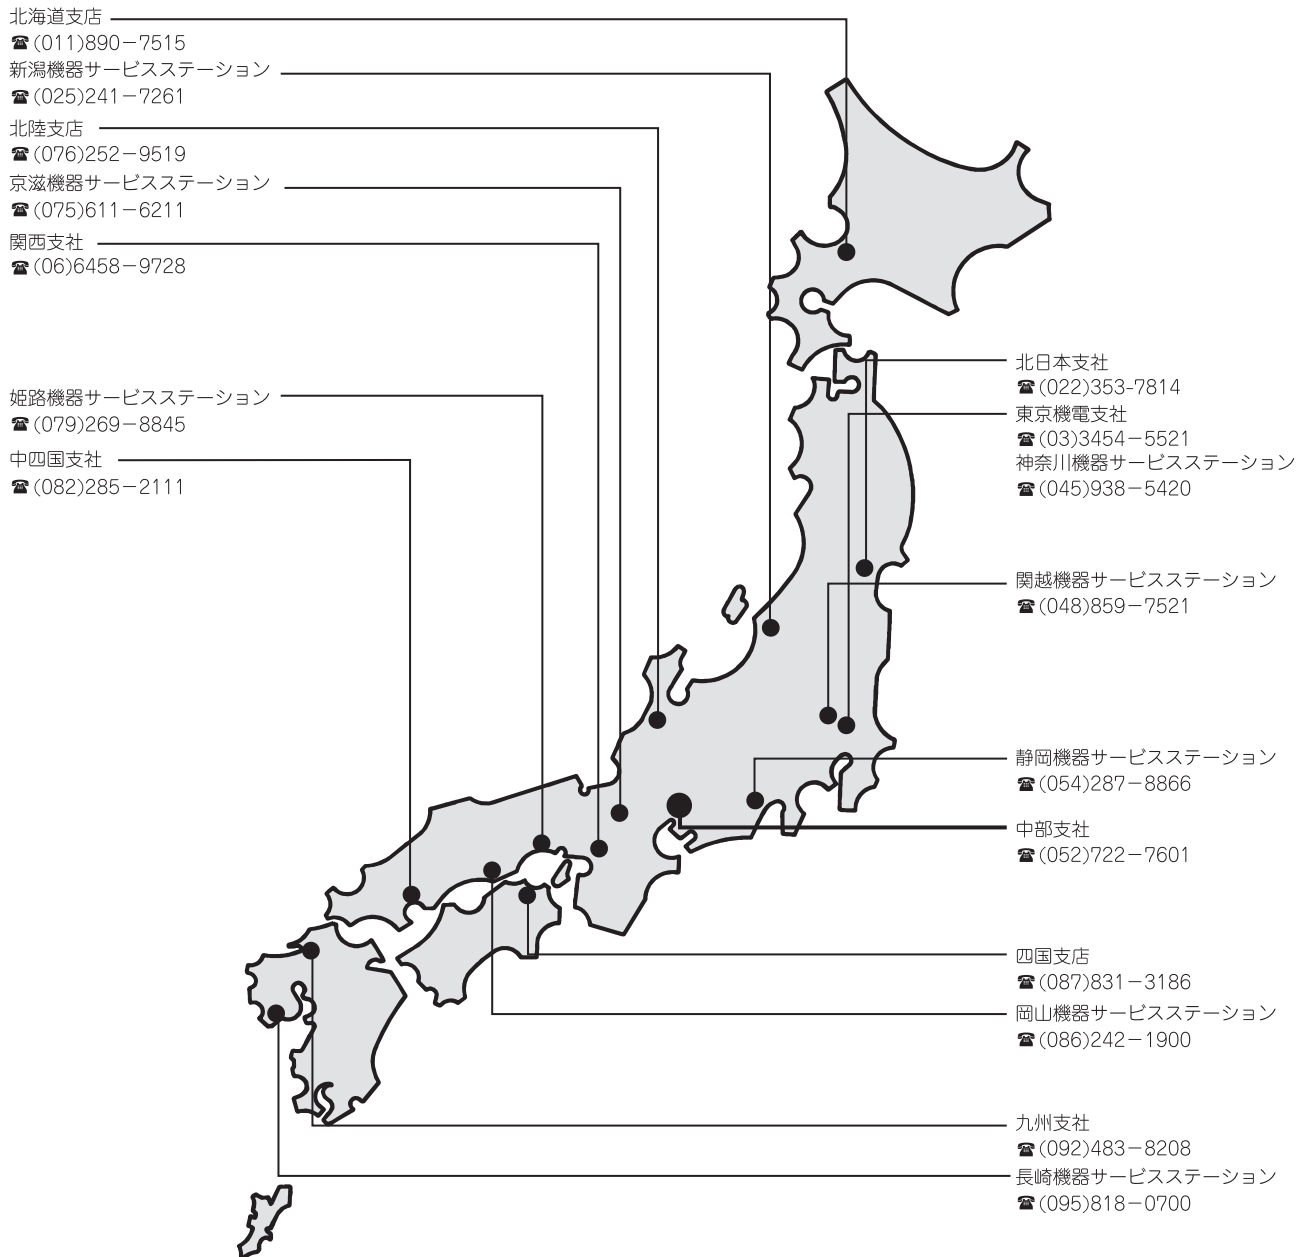 北海道支店
☎(011)890−7515
新潟機器サービスステーション
☎(025)241−7261
北陸支店
☎(076)252−9519
京滋機器サービスステーション
☎(075)611−6211
関西支社
☎(06)6458−9728
姫路機器サービスステーション
☎(079)269−8845
中四国支社
☎(082)285−2111
北日本支社
☎(022)353-7814
東京機電支社
☎(03)3454−5521
神奈川機器サービスステーション
☎(045)938−5420
関越機器サービスステーション
☎(048)859−7521
静岡機器サービスステーション
☎(054)287−8866
中部支社
☎(052)722−7601
四国支店
☎(087)831−3186
岡山機器サービスステーション
☎(086)242−1900
九州支社
☎(092)483−8208
長崎機器サービスステーション
☎(095)818−0700